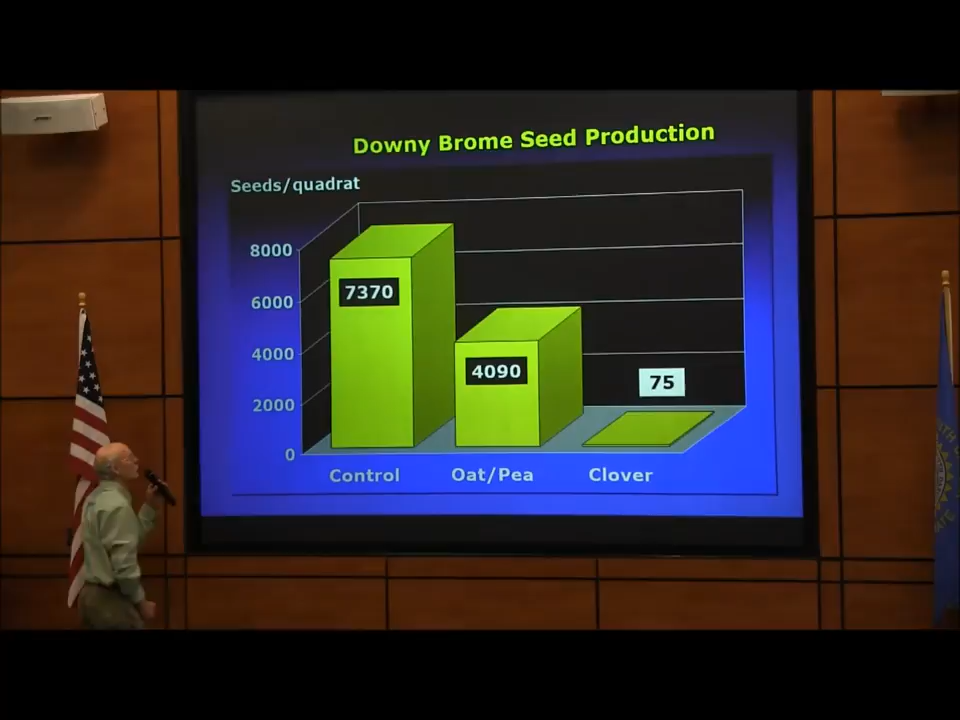 Downy Brome Seed Production
Seeds/quadrat
8000
7370
6000
4000
4090
75
2000
0
Control
Oat/Pea
Clover